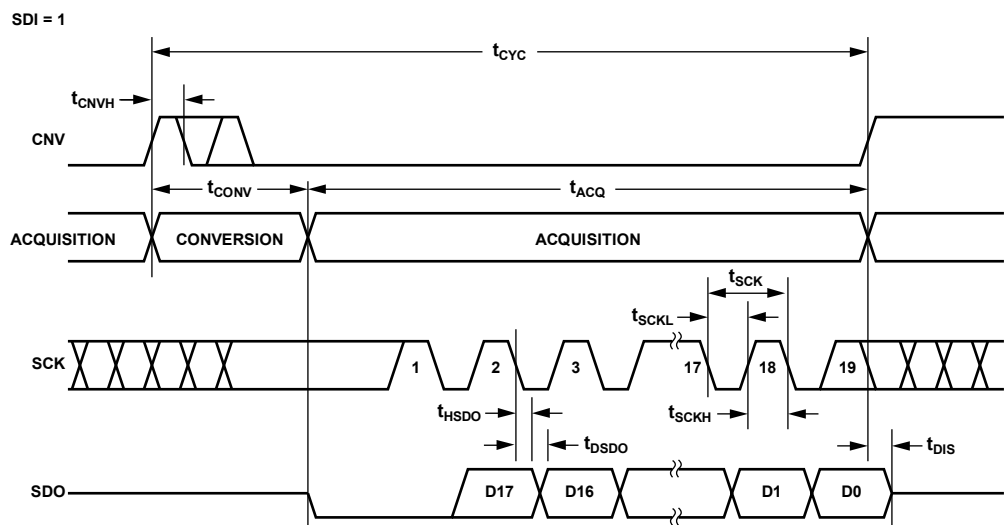 SDI = 1
tCYC
tCNVH
CNV
tCONV
tACQ
ACQUISITION
CONVERSION
ACQUISITION
tSCK
tSCKL
SCK
1
2
3
17
18
19
tHSDO
tSCKH
tDSDO
tDIS
SDO
D17
D16
D1
D0